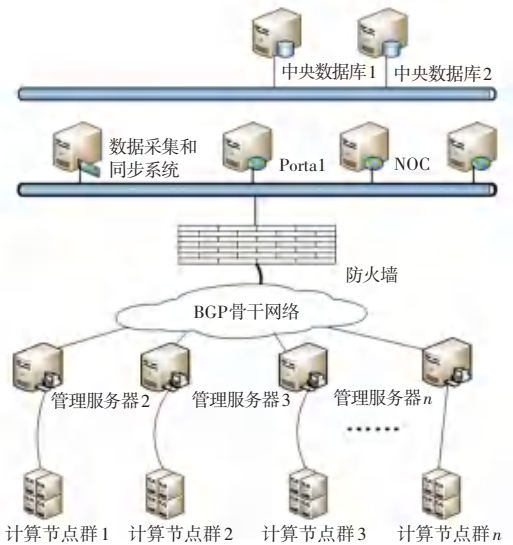 中央数据库1 中央数据库2
数据采集和
同步系统
Porta1
NOC
防火墙
BGP骨干网络
管理服务器2 管理服务器3 管理服务器n
……
计算节点群1 计算节点群2 计算节点群3 计算节点群n